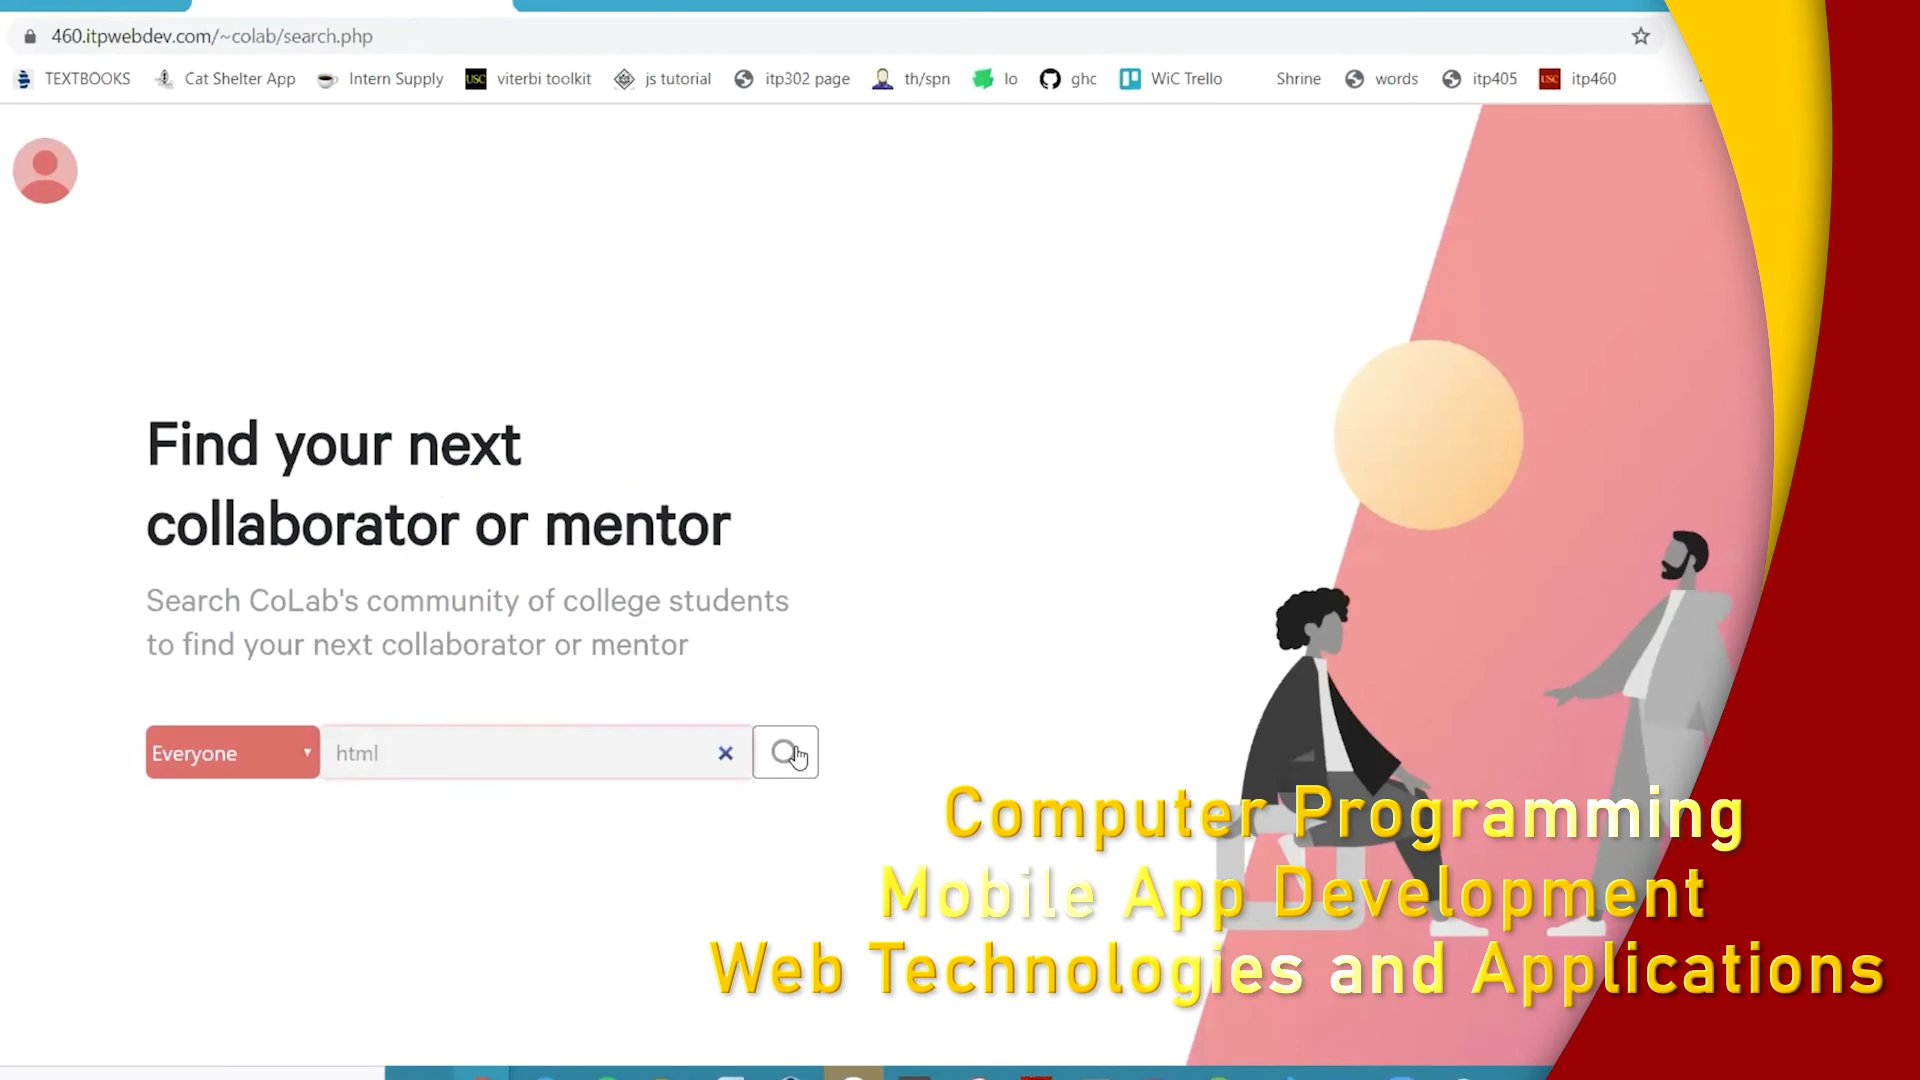 460.itpwebdev.com/~colab/search.php
TEXTBOOKS Cat Shelter App Intern Supply USC viterbi toolkit js tutorial itp302 page th/spn lo ghc WiC Trello Shrine words itp405 USC itp460
Find your next
collaborator or mentor
Search CoLab's community of college students
to find your next collaborator or mentor
Everyone html
Computer Programming
Mobile App Development
Web Technologies and Applications